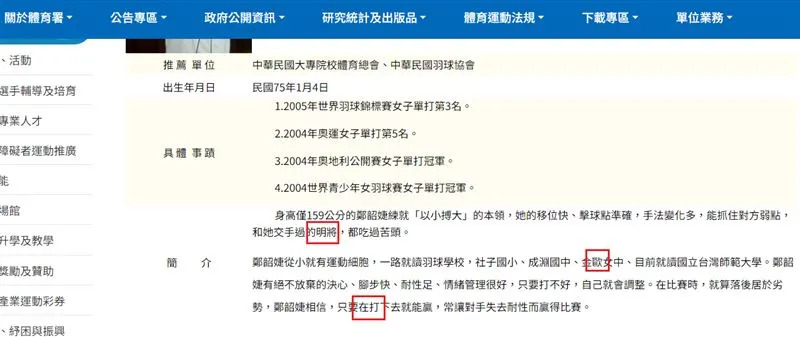 關於體育署 公告專區 政府公開資訊 研究統計及出版品 體育運動法規 下載專區 單位業務
、活動
選手輔導及培育
專業人才
障礙者運動推廣
能
場館
升學及教學
獎勵及贊助
產業運動彩券
、紓困與振興
推薦單位 中華民國大專院校體育總會、中華民國羽球協會
出生年月日 民國75年1月4日
具體事蹟
1.2005年世界羽球錦標賽女子單打第3名。
2.2004年奧運女子單打第5名。
3.2004年奧地利公開賽女子單打冠軍。
4.2004世界青少年女羽球賽女子單打冠軍。
簡介
身高僅159公分的鄭韶婕練就「以小搏大」的本領，她的移位快、擊球點準確，手法變化多，能抓住對方弱點，
和她交手過的明將，都吃過苦頭。
鄭韶婕從小就有運動細胞，一路就讀羽球學校，社子國小、成淵國中、金歐女中、目前就讀國立台灣師範大學。鄭韶
婕有絕不放棄的決心、腳步快、耐性足、情緒管理很好，只要打不好，自己就會調整。在比賽時，就算落後居於劣
勢，鄭韶婕相信，只要在打下去就能贏，常讓對手失去耐性而贏得比賽。